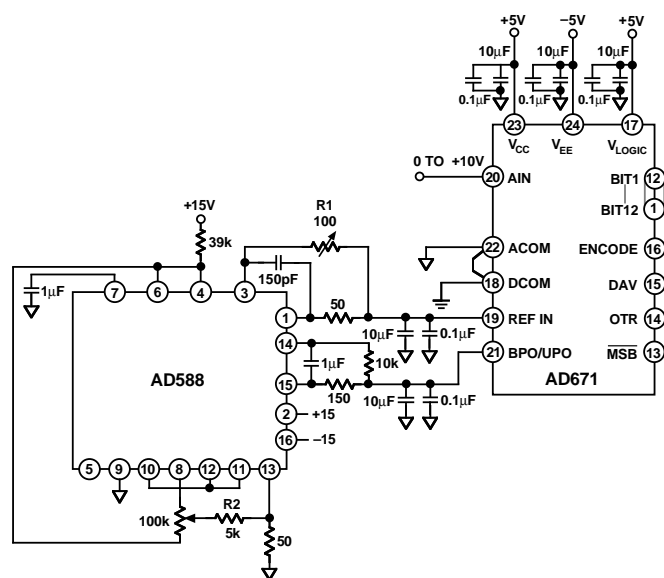 +5V
−5V
+5V
10µF
10µF
10µF
0.1µF
0.1µF
0.1µF
23
24
17
VCC
VEE
VLOGIC
0 TO +10V
20
AIN
BIT1
12
BIT12
1
22
ACOM
ENCODE
16
18
DCOM
DAV
15
19
REF IN
OTR
14
21
BPO/UPO
MSB
13
AD671
+15V
39k
R1
100
150pF
1µF
7
6
4
3
1
50
10µF
0.1µF
14
1µF
10k
15
150
10µF
0.1µF
AD588
2
+15
16
−15
5
9
10
8
12
11
13
100k
R2
5k
50